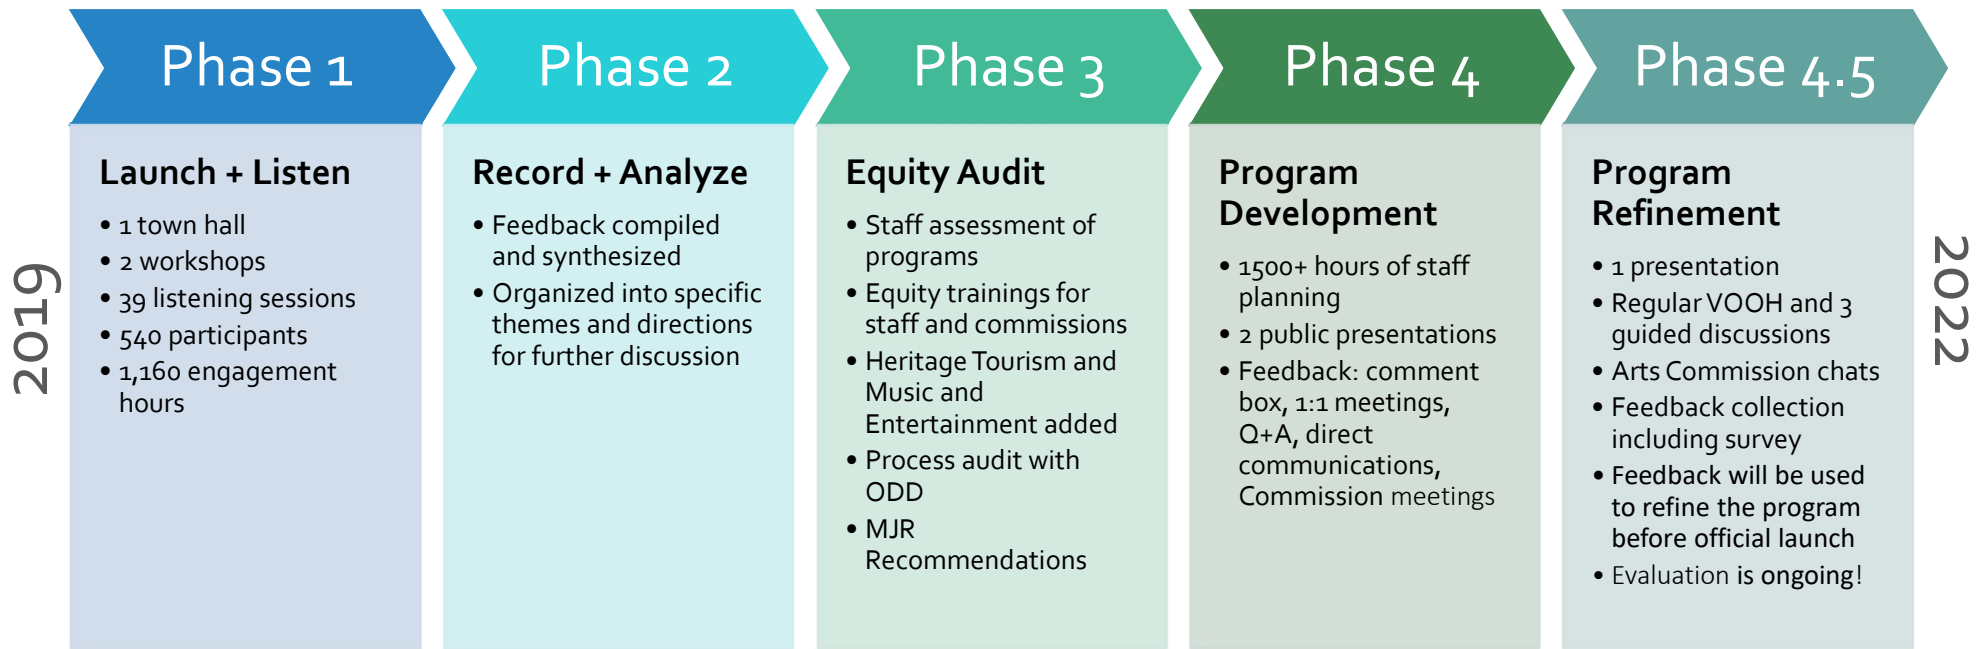 2019
Phase 1
Launch + Listen
• 1 town hall
• 2 workshops
• 39 listening sessions
• 540 participants
• 1,160 engagement
hours
Phase 2
Record + Analyze
• Feedback compiled
and synthesized
• Organized into specific
themes and directions
for further discussion
Phase 3
Equity Audit
• Staff assessment of
programs
• Equity trainings for
staff and commissions
• Heritage Tourism and
Music and
Entertainment added
• Process audit with
ODD
• MJR
Recommendations
Phase 4
Program
Development
• 1500+ hours of staff
planning
• 2 public presentations
• Feedback: comment
box, 1:1 meetings,
Q+A, direct
communications,
Commission meetings
Phase 4.5
Program
Refinement
• 1 presentation
• Regular VOOH and 3
guided discussions
• Arts Commission chats
• Feedback collection
including survey
• Feedback will be used
to refine the program
before official launch
• Evaluation is ongoing!
2022